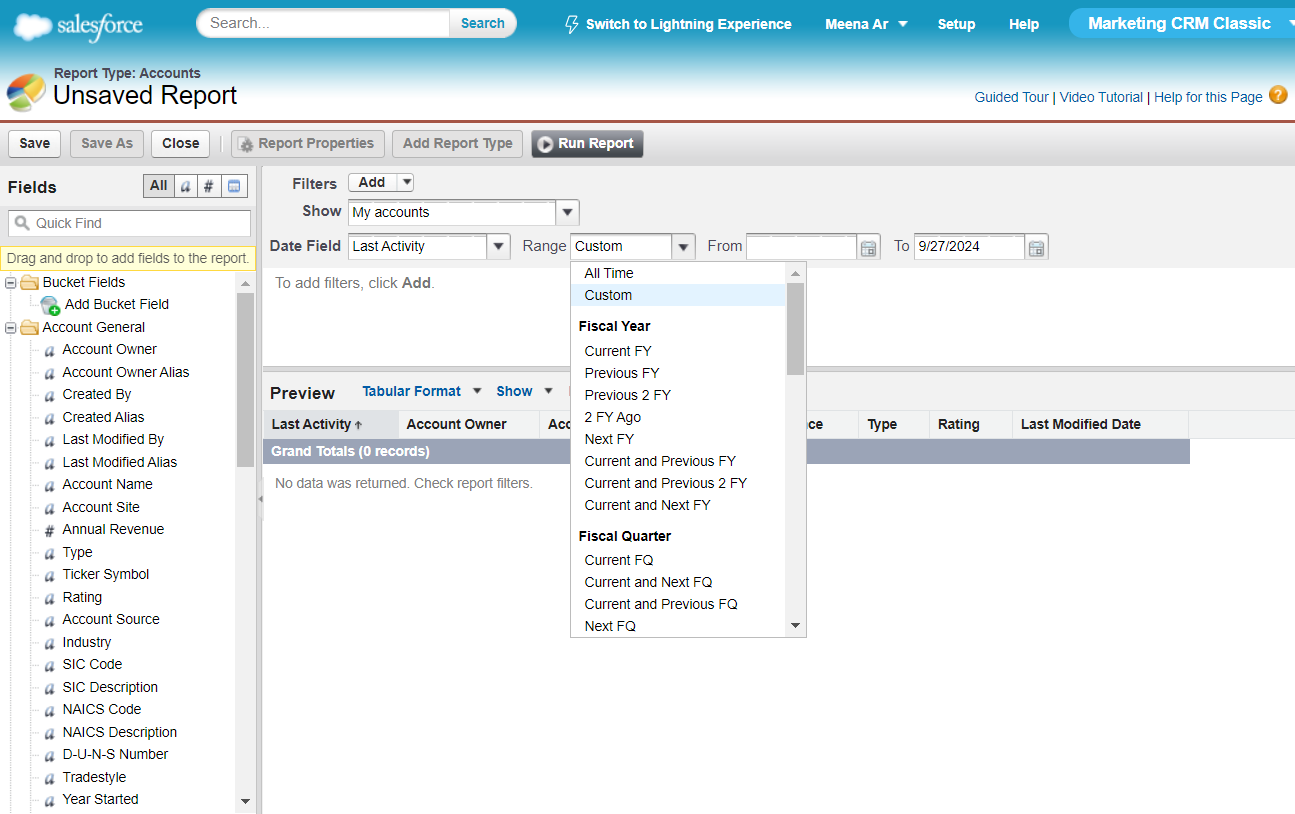 salesforce
Search...
Search
Switch to Lightning Experience
Meena Ar
Setup
Help
Marketing CRM Classic
Report Type: Accounts
Unsaved Report
Guided Tour | Video Tutorial | Help for this Page ?
Save
Save As
Close
Report Properties
Add Report Type
Run Report
Fields
All
a
#
Quick Find
Drag and drop to add fields to the report.
Bucket Fields
Add Bucket Field
Account General
a Account Owner
a Account Owner Alias
a Created By
a Created Alias
a Last Modified By
a Last Modified Alias
a Account Name
a Account Site
# Annual Revenue
a Type
a Ticker Symbol
a Rating
a Account Source
a Industry
a SIC Code
a SIC Description
a NAICS Code
a NAICS Description
a D-U-N-S Number
a Tradestyle
a Year Started
Filters Add
Show My accounts
Date Field Last Activity Range Custom From To 9/27/2024
To add filters, click Add.
All Time
Custom
Fiscal Year
Current FY
Previous FY
Previous 2 FY
2 FY Ago
Next FY
Current and Previous FY
Current and Previous 2 FY
Current and Next FY
Fiscal Quarter
Current FQ
Current and Next FQ
Current and Previous FQ
Next FQ
Preview Tabular Format Show
Last Activity Account Owner Acc ce Type Rating Last Modified Date
Grand Totals (0 records)
No data was returned. Check report filters.